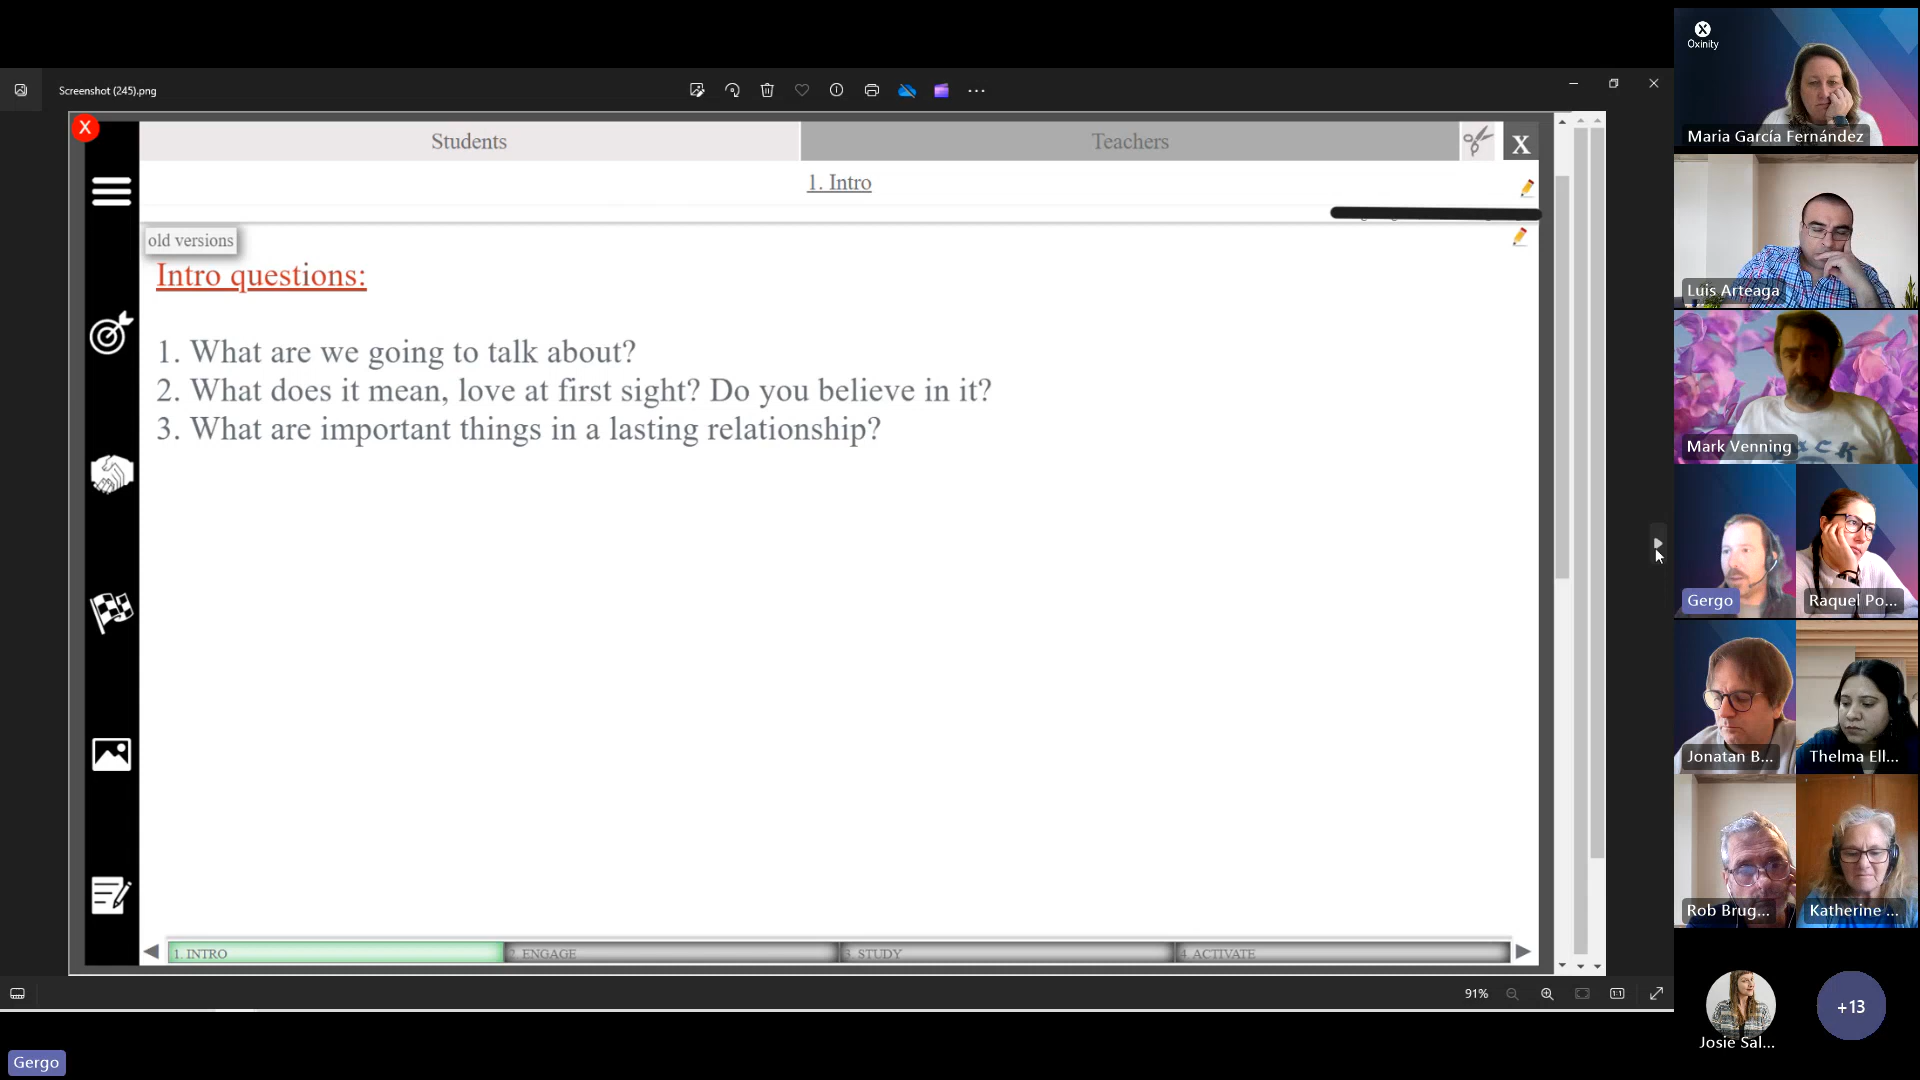 Screenshot (245).png
X
Students
Teachers
X
1. Intro
old versions
Intro questions:
1. What are we going to talk about?
2. What does it mean, love at first sight? Do you believe in it?
3. What are important things in a lasting relationship?
1. INTRO
2. ENGAGE
3. STUDY
4 ACTIVATE
91%
1:1
Gergo
Oxinity
Maria García Fernández
Luis Arteaga
Mark Venning
Gergo
Raquel Po...
Jonatan B...
Thelma Ell...
Rob Brug...
Katherine ...
Josie Sal...
+13